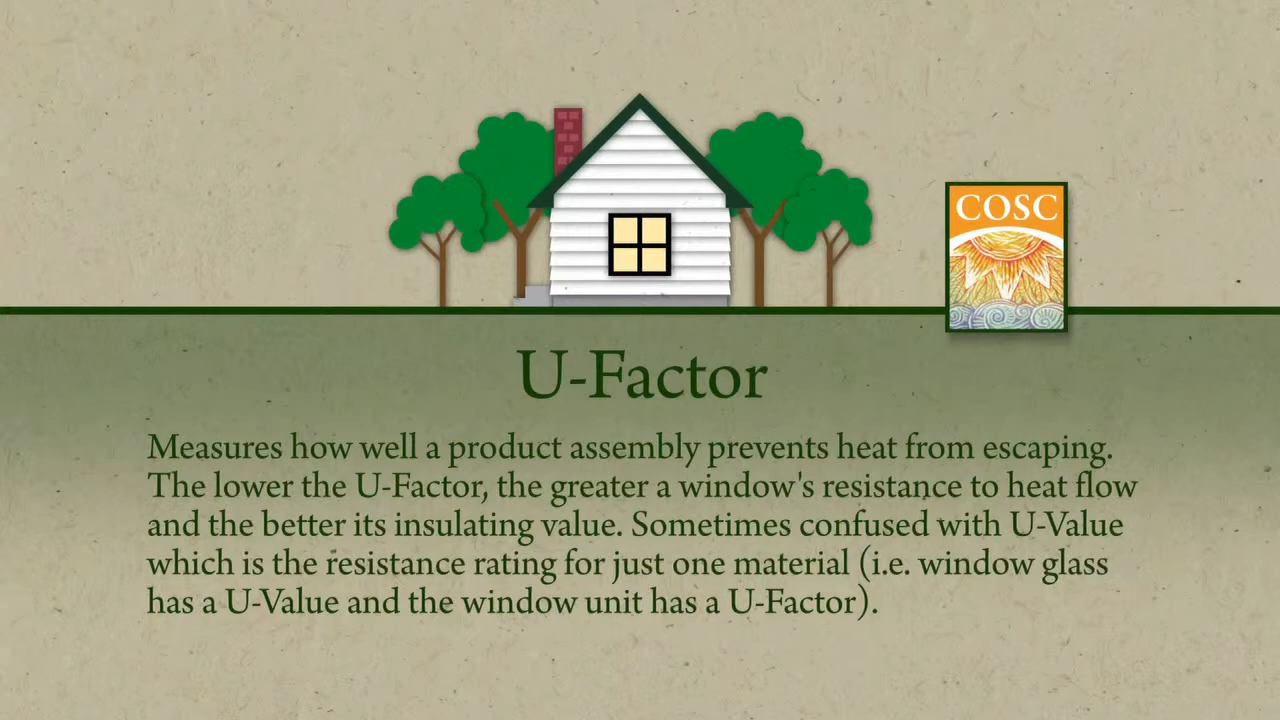 COSC
U-Factor
Measures how well a product assembly prevents heat from escaping.
The lower the U-Factor, the greater a window's resistance to heat flow
and the better its insulating value. Sometimes confused with U-Value
which is the resistance rating for just one material (i.e. window glass
has a U-Value and the window unit has a U-Factor).